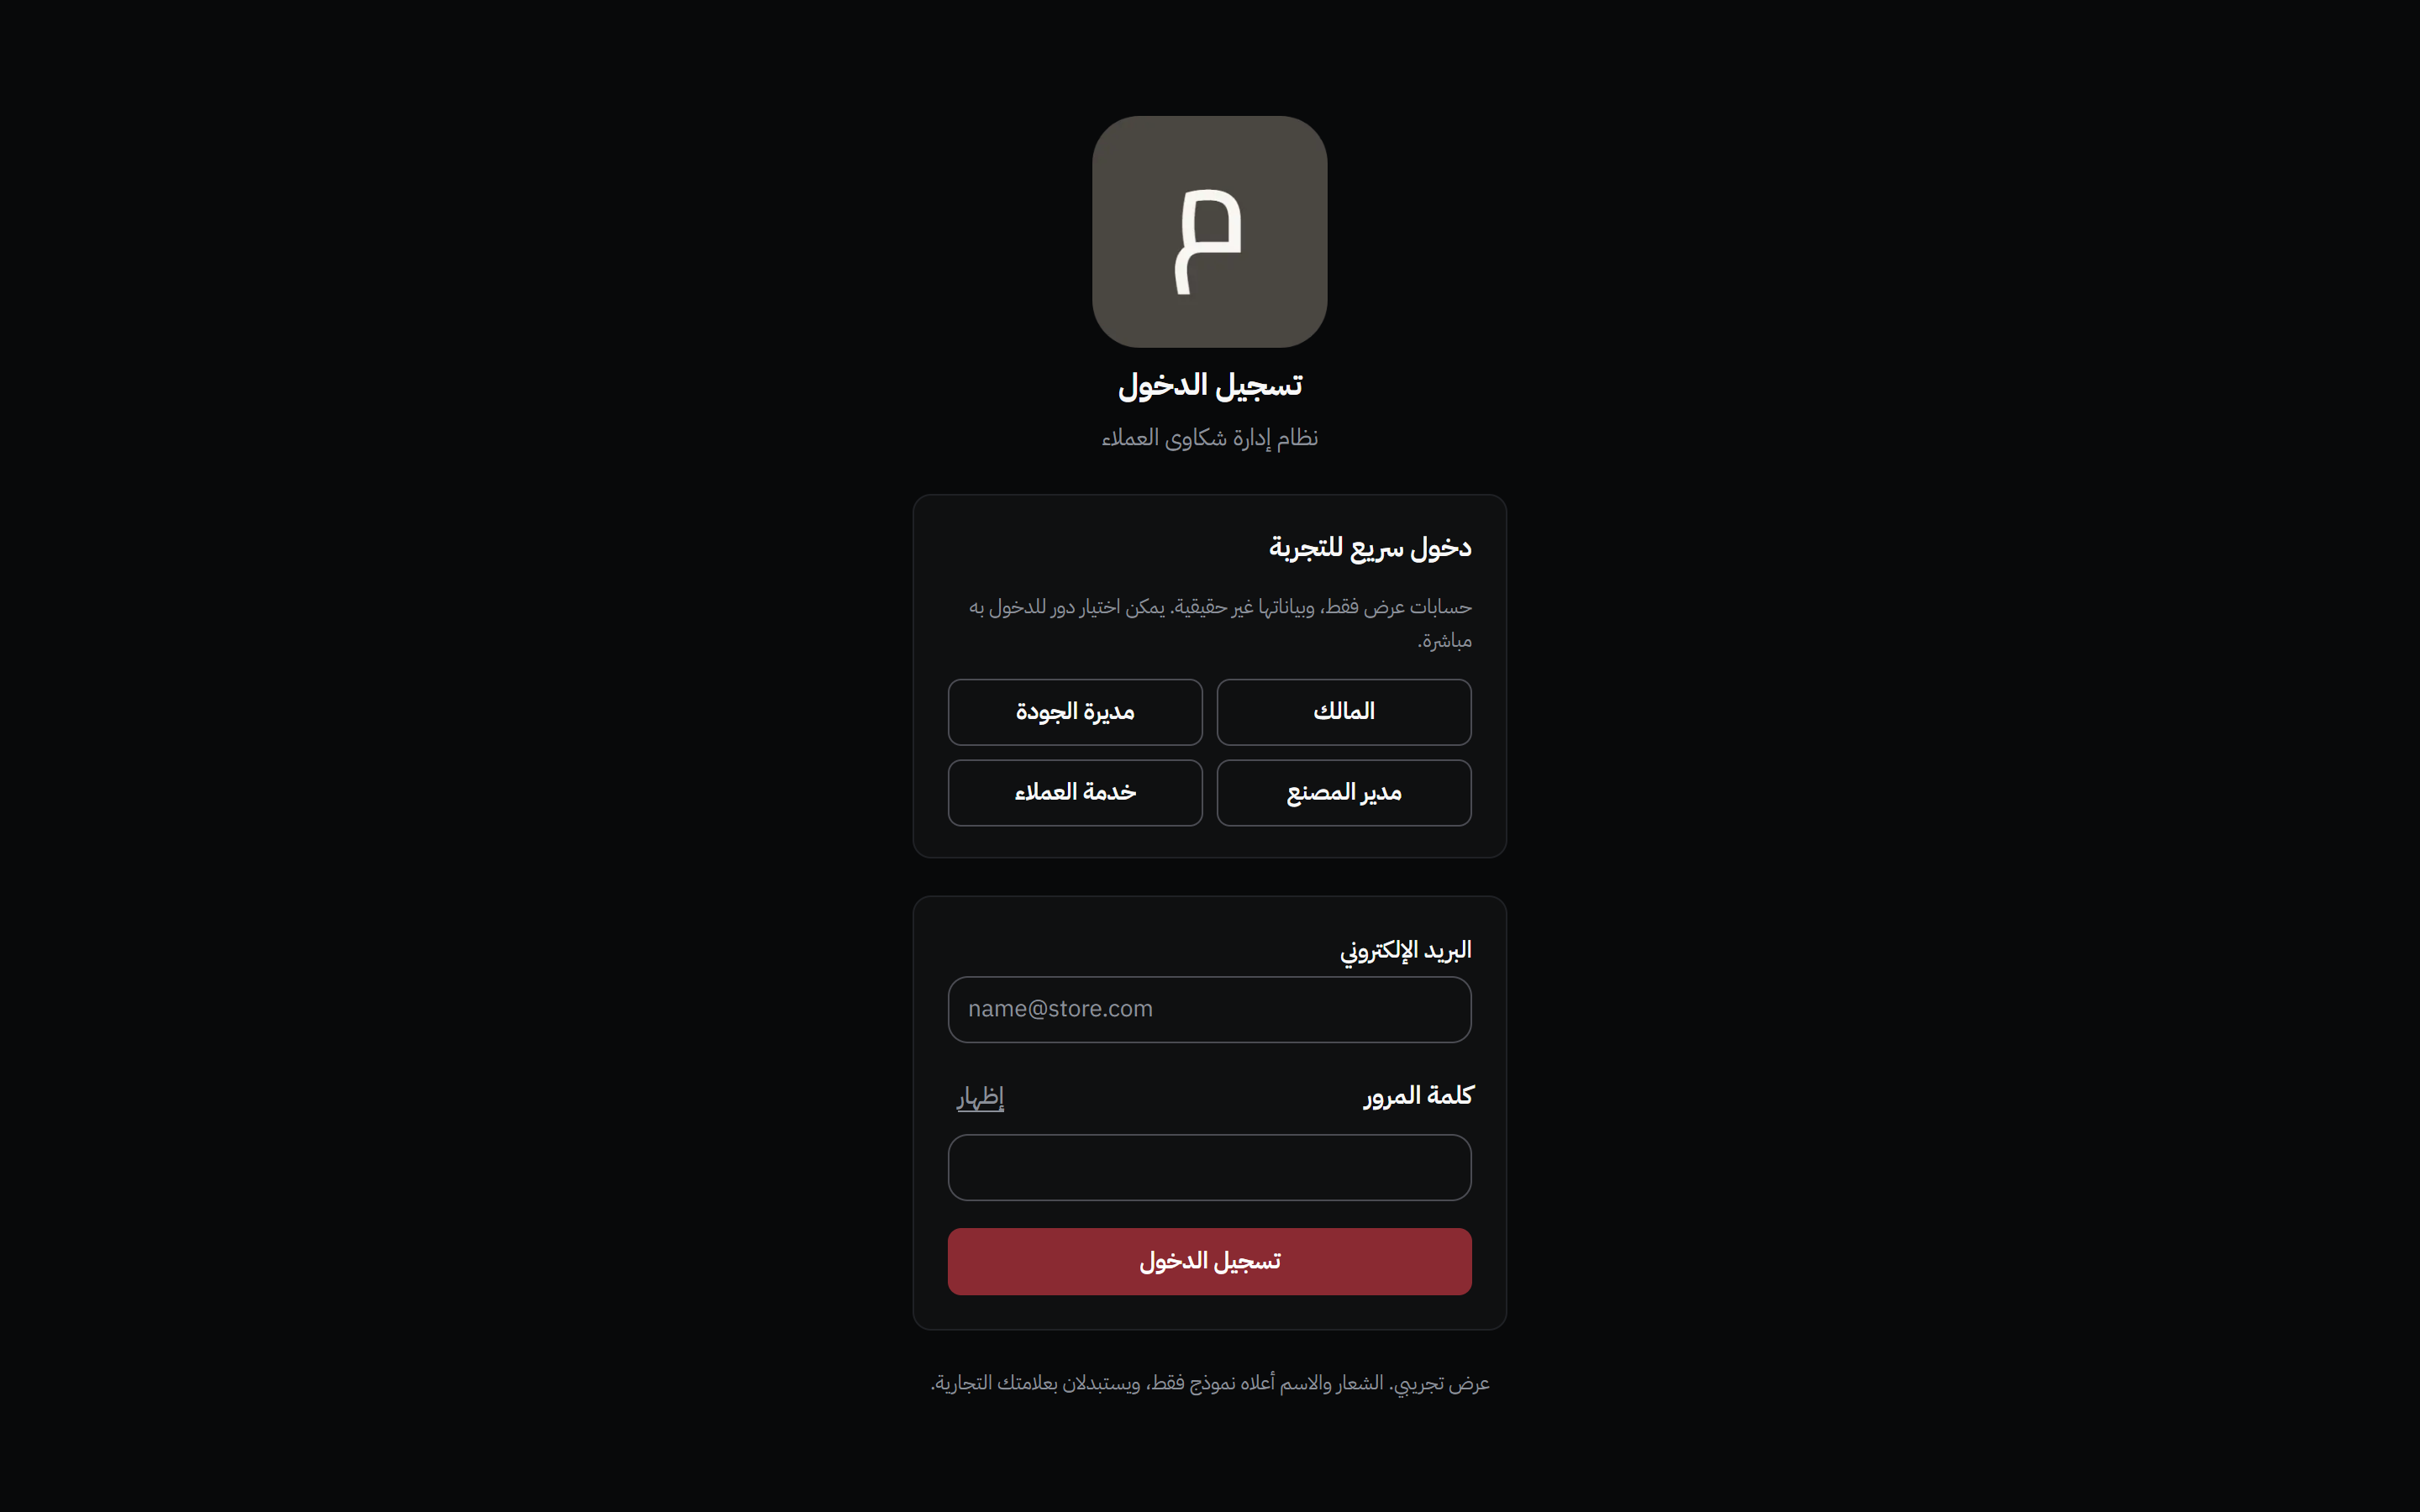 م
تسجيل الدخول
نظام إدارة شكاوى العملاء
دخول سريع للتجربة
حسابات عرض فقط، وبياناتها غير حقيقية. يمكن اختيار دور للدخول به
مباشرة.
المالك
مديرة الجودة
مدير المصنع
خدمة العملاء
البريد الإلكتروني
name@store.com
كلمة المرور
إظهار
تسجيل الدخول
عرض تجريبي. الشعار والاسم أعلاه نموذج فقط، ويستبدلان بعلامتك التجارية.